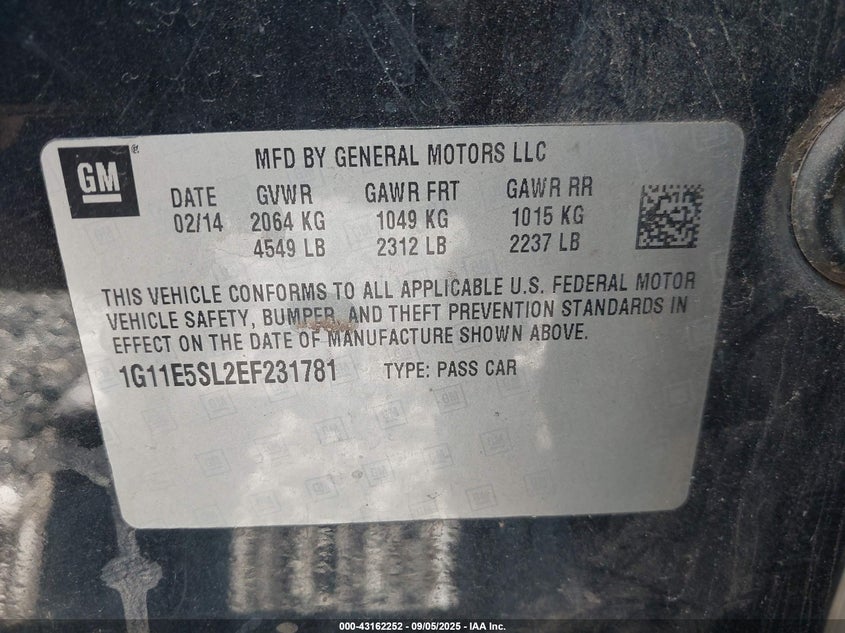 GM
MFD BY GENERAL MOTORS LLC
DATE GVWR GAWR FRT GAWR RR
02/14 2064 KG 1049 KG 1015 KG
4549 LB 2312 LB 2237 LB
THIS VEHICLE CONFORMS TO ALL APPLICABLE U.S. FEDERAL MOTOR
VEHICLE SAFETY, BUMPER, AND THEFT PREVENTION STANDARDS IN
EFFECT ON THE DATE OF MANUFACTURE SHOWN ABOVE.
1G11E5SL2EF231781 TYPE: PASS CAR
000-43162252 - 09/05/2025 - IAA Inc.